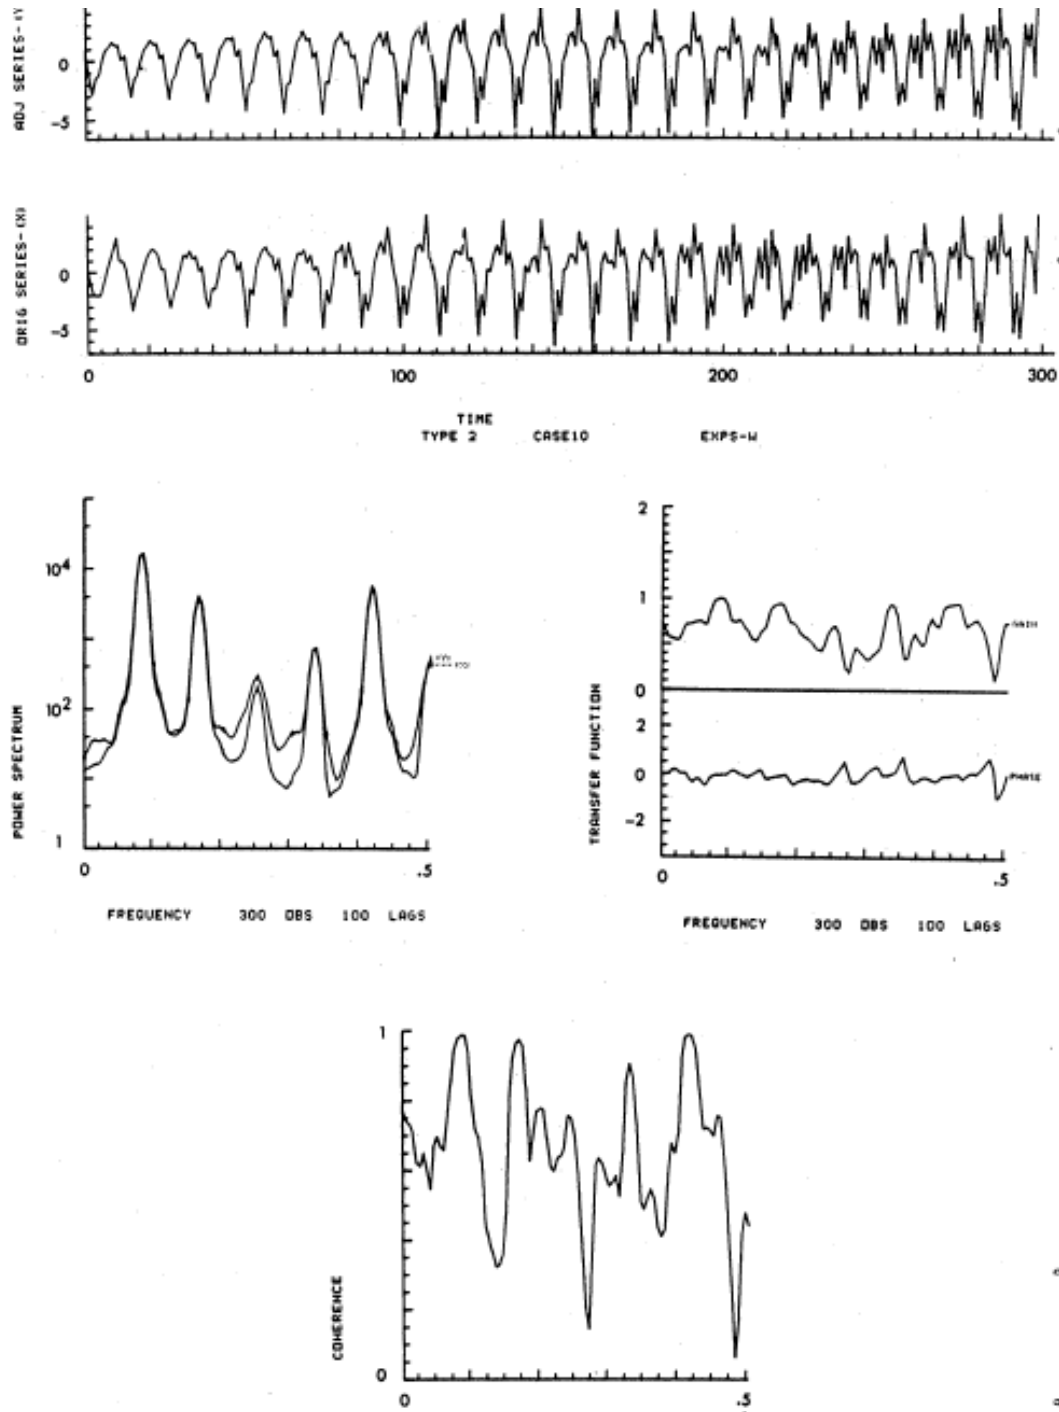 ADJ SERIES-(Y
0
-5
ORIG SERIES-(X)
0
-5
0 100 200 300
TIME
TYPE 2 CASE10 EXPS-W
POWER SPECTRUM
10⁴
10²
1
0 .5
FREQUENCY 300 OBS 100 LAGS
TRANSFER FUNCTION
2
1
GAIN
0
2
0
PHASE
-2
0 .5
FREQUENCY 300 OBS 100 LAGS
COHERENCE
1
0
0 .5